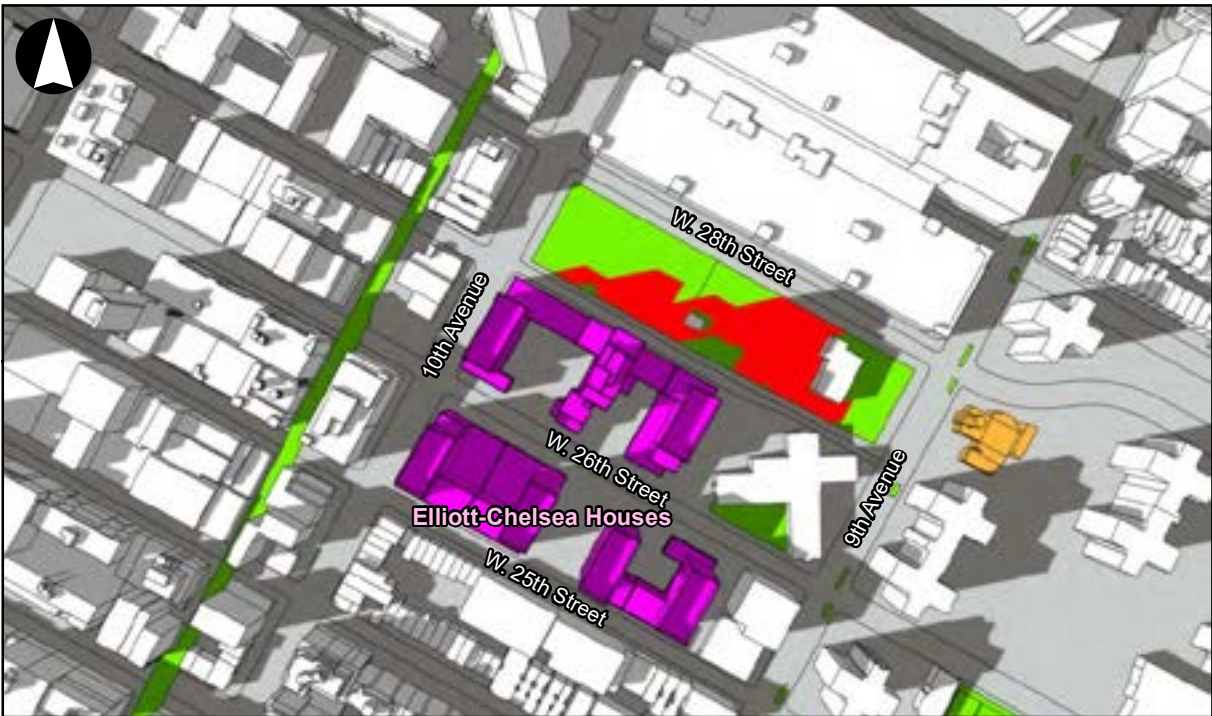 W. 28th Street
10th Avenue
W. 26th Street
9th Avenue
Elliott-Chelsea Houses
W. 25th Street